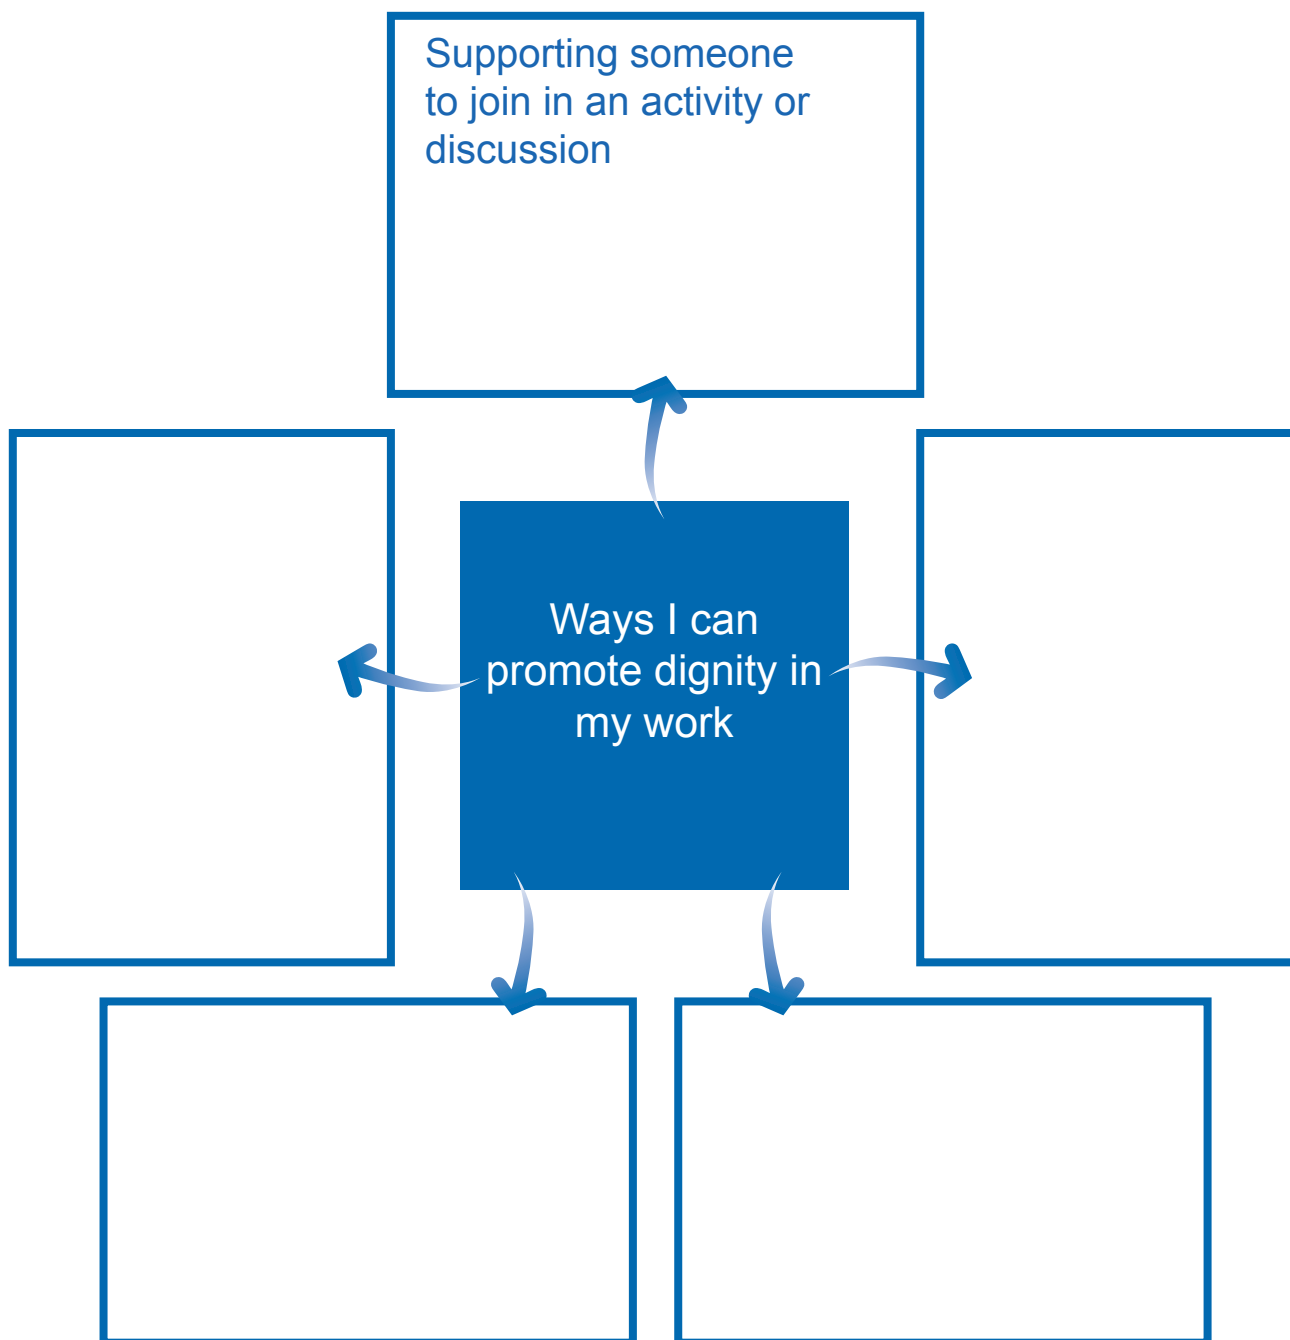 Supporting someone
to join in an activity or
discussion
Ways I can
promote dignity in
my work